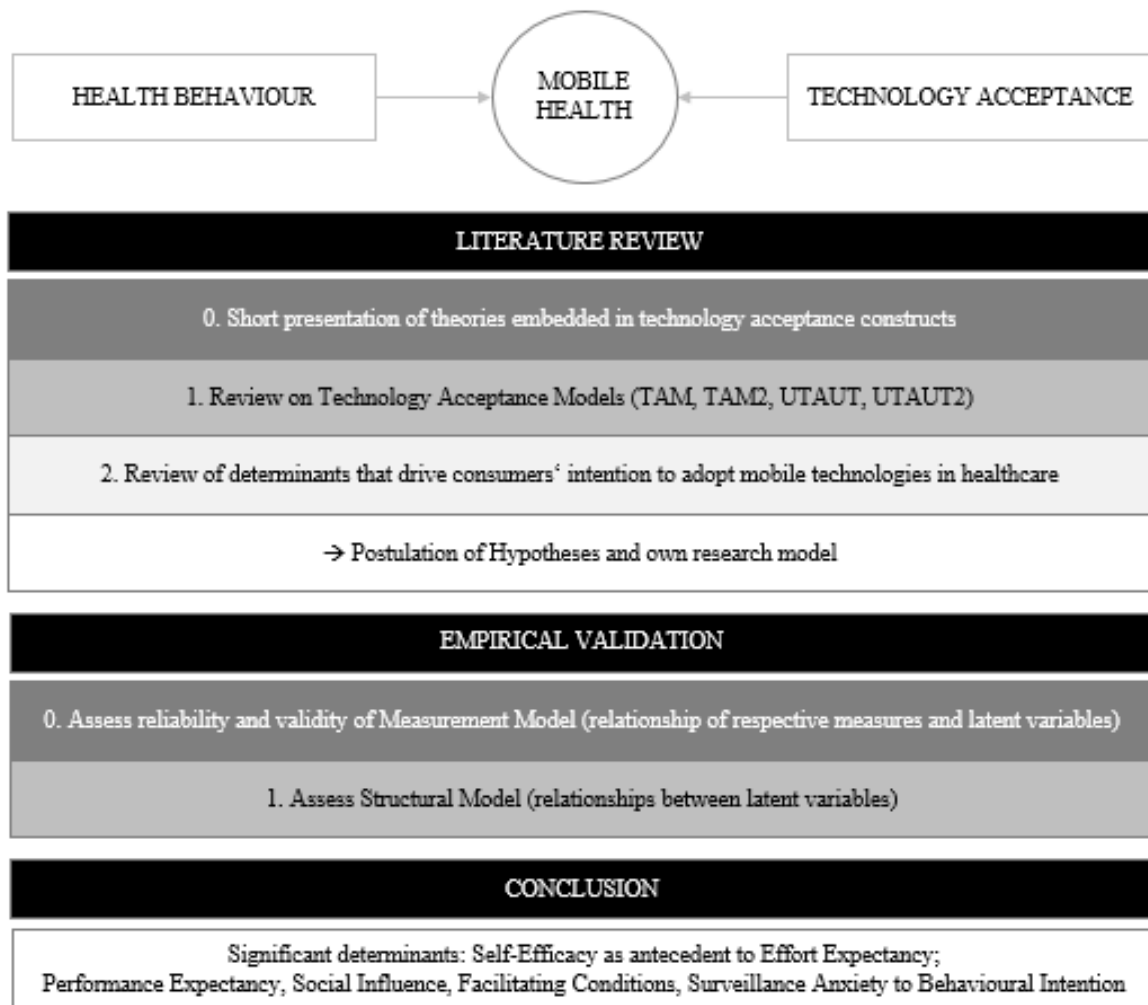 HEALTH BEHAVIOUR
MOBILE
HEALTH
TECHNOLOGY ACCEPTANCE
LITERATURE REVIEW
0. Short presentation of theories embedded in technology acceptance constructs
1. Review on Technology Acceptance Models (TAM, TAM2, UTAUT, UTAUT2)
2. Review of determinants that drive consumers‘ intention to adopt mobile technologies in healthcare
→ Postulation of Hypotheses and own research model
EMPIRICAL VALIDATION
0. Assess reliability and validity of Measurement Model (relationship of respective measures and latent variables)
1. Assess Structural Model (relationships between latent variables)
CONCLUSION
Significant determinants: Self-Efficacy as antecedent to Effort Expectancy;
Performance Expectancy, Social Influence, Facilitating Conditions, Surveillance Anxiety to Behavioural Intention